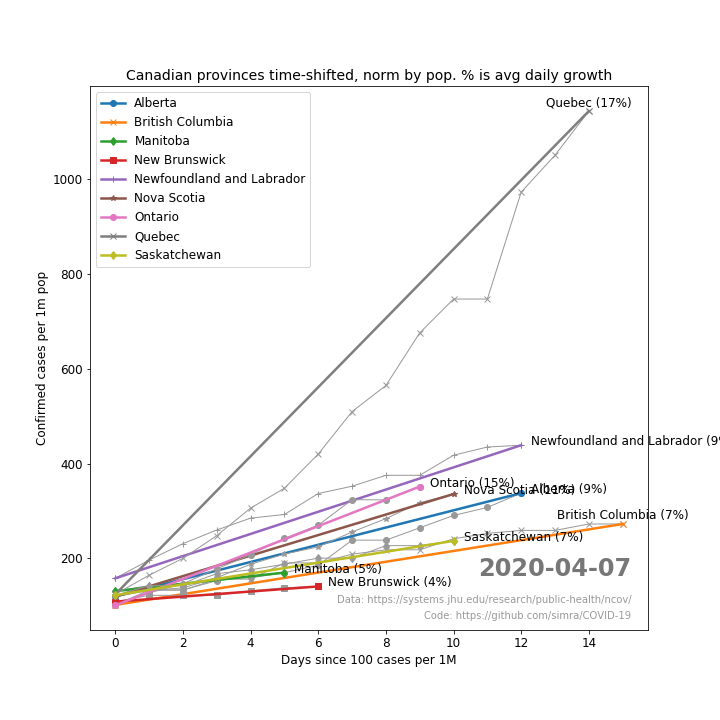 Canadian provinces time-shifted, norm by pop. % is avg daily growth
Alberta
British Columbia
Manitoba
New Brunswick
Newfoundland and Labrador
Nova Scotia
Ontario
Quebec
Saskatchewan
Quebec (17%)
Newfoundland and Labrador (9%
Ontario (15%)
Nova Scotia (11%)
Alberta (9%)
British Columbia (7%)
Saskatchewan (7%)
Manitoba (5%)
New Brunswick (4%)
2020-04-07
Data: https://systems.jhu.edu/research/public-health/ncov/
Code: https://github.com/simra/COVID-19
Confirmed cases per 1m pop
1000
800
600
400
200
0 2 4 6 8 10 12 14
Days since 100 cases per 1M